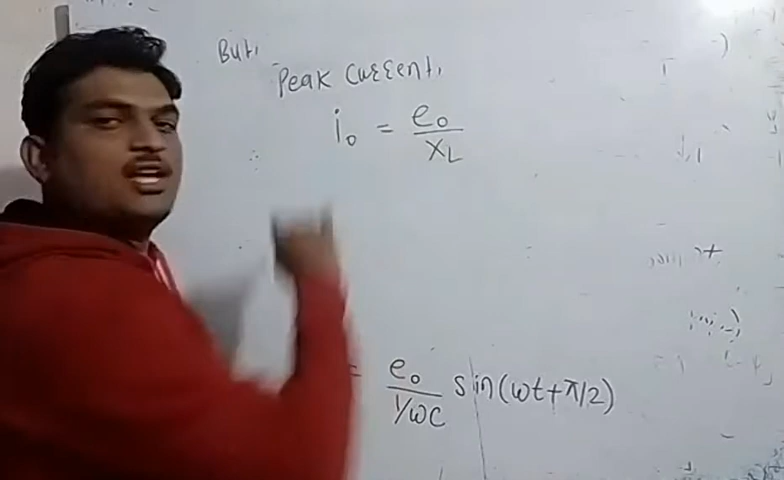 But,
Peak Current,
i₀ = e₀/X_L
= e₀/(1/ωC) sin(ωt+π/2)